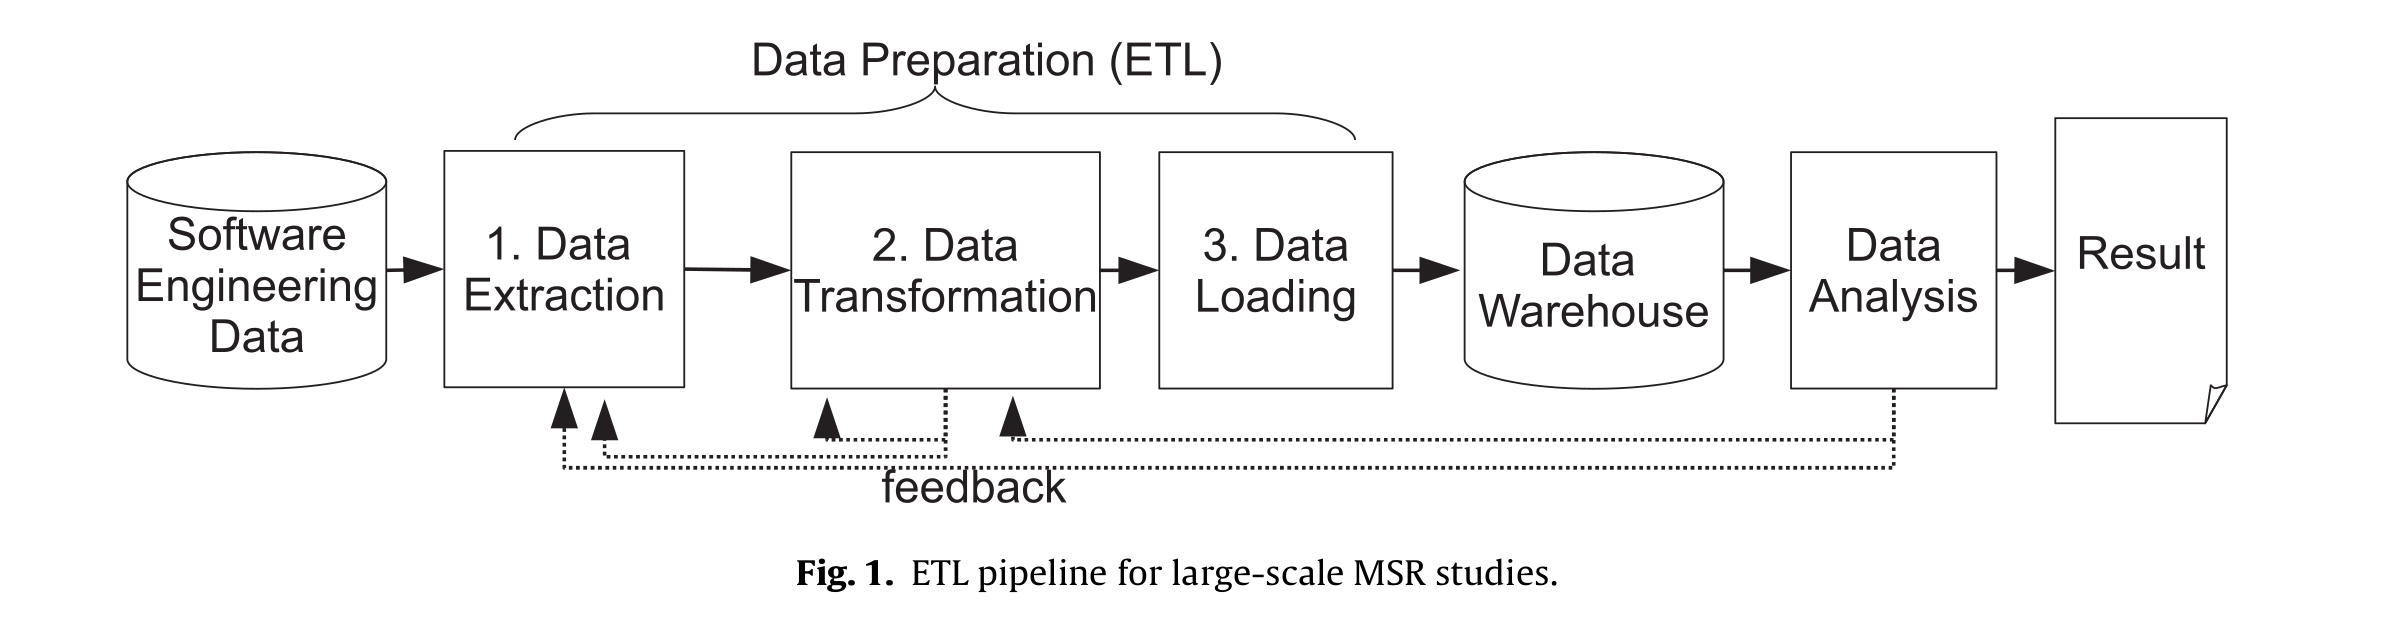 Data Preparation (ETL)
Software
Engineering
Data
1. Data
Extraction
2. Data
Transformation
3. Data
Loading
Data
Warehouse
Data
Analysis
Result
feedback
Fig. 1. ETL pipeline for large-scale MSR studies.